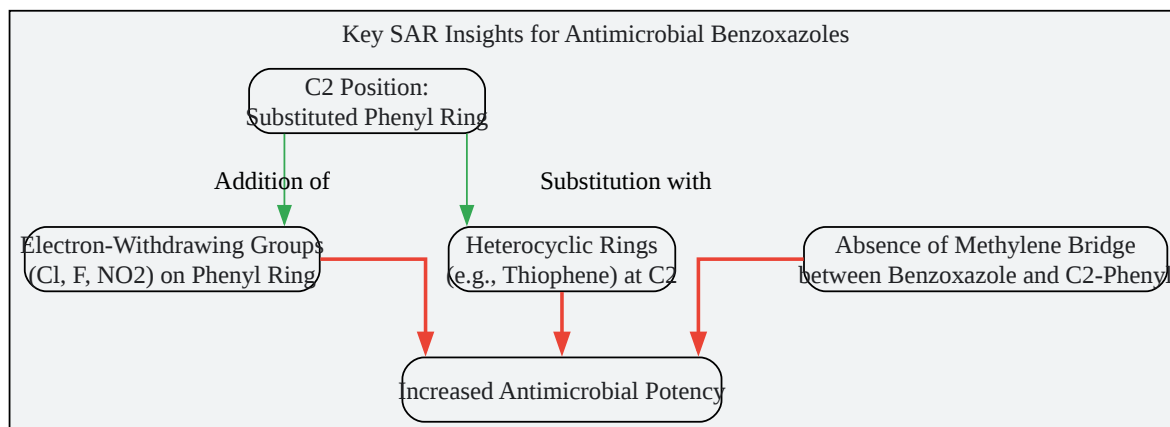 Key SAR Insights for Antimicrobial Benzoxazoles
C2 Position:
Substituted Phenyl Ring
Addition of
Substitution with
Electron-Withdrawing Groups
(Cl, F, NO2) on Phenyl Ring
Heterocyclic Rings
(e.g., Thiophene) at C2
Absence of Methylene Bridge
between Benzoxazole and C2-Phenyl
Increased Antimicrobial Potency